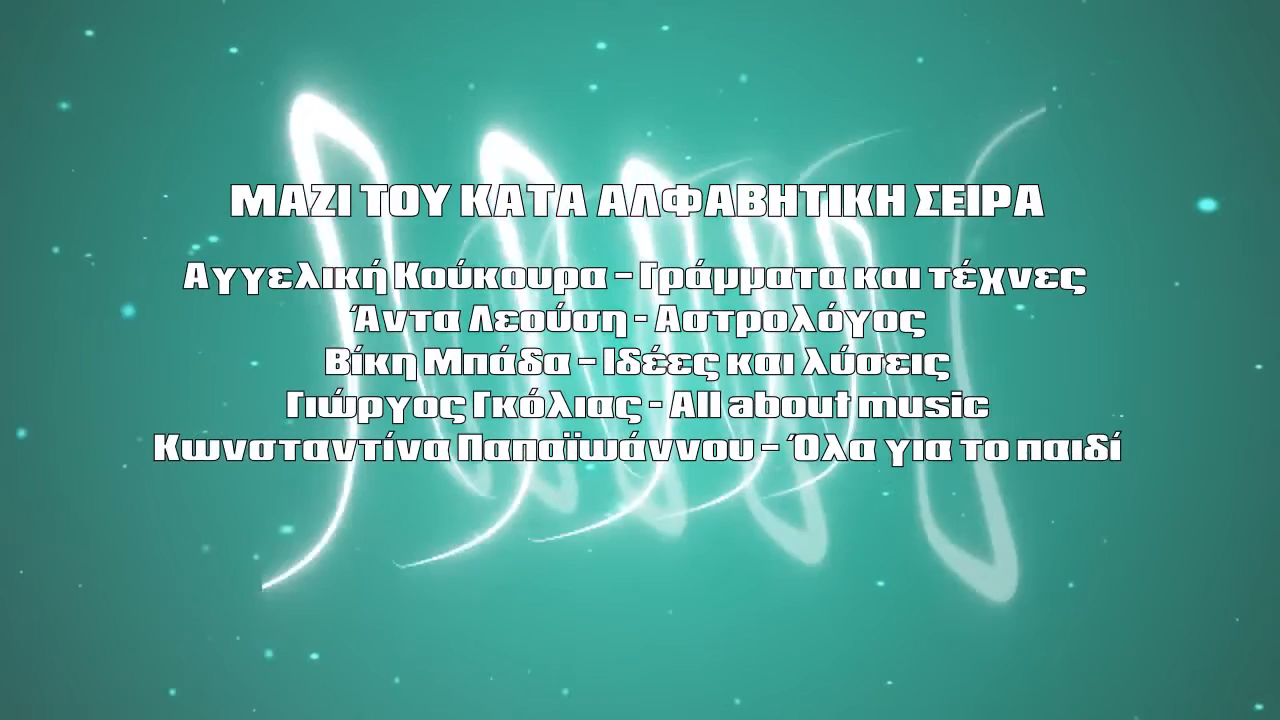 ΜΑΖΙ ΤΟΥ ΚΑΤΑ ΑΛΦΑΒΗΤΙΚΗ ΣΕΙΡΑ
Αγγελική Κούκουρα – Γράμματα και τέχνες
Άντα Λεούση - Αστρολόγος
Βίκη Μπάδα – Ιδέες και λύσεις
Γιώργος Γκόλιας - All about music
Κωνσταντίνα Παπαϊωάννου – Όλα για το παιδί